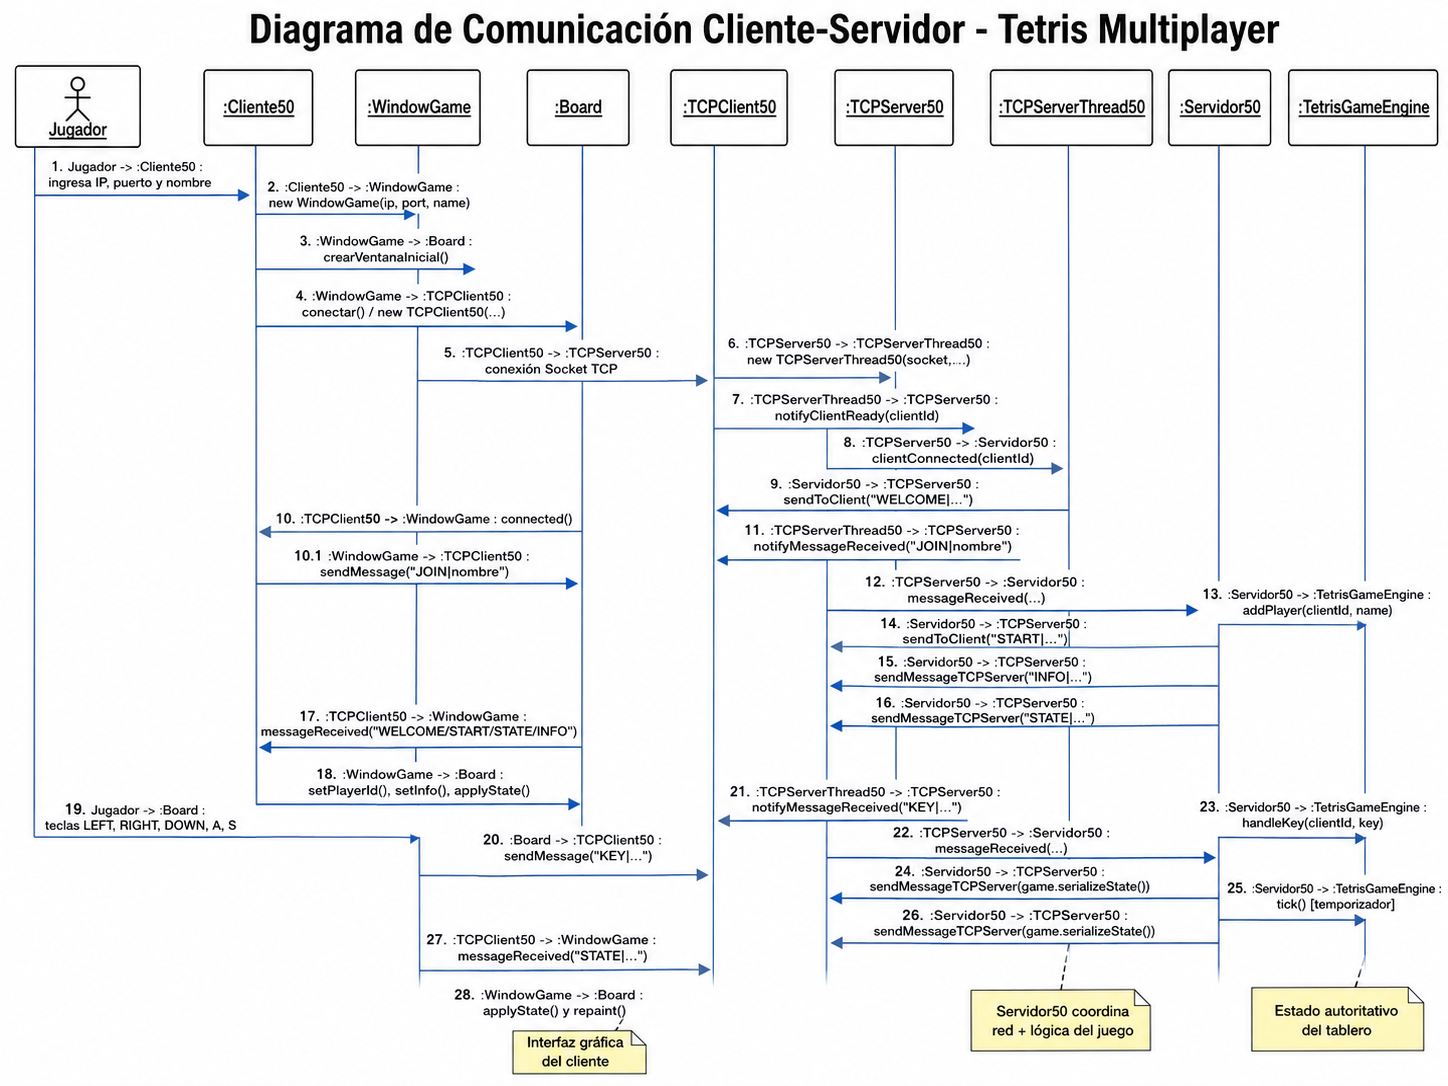 Diagrama de Comunicación Cliente-Servidor - Tetris Multiplayer
Jugador
:Cliente50
:WindowGame
:Board
:TCPClient50
:TCPServer50
:TCPServerThread50
:Servidor50
:TetrisGameEngine
1. Jugador -> :Cliente50 :
ingresa IP, puerto y nombre
2. :Cliente50 -> :WindowGame :
new WindowGame(ip, port, name)
3. :WindowGame -> :Board :
crearVentanaInicial()
4. :WindowGame -> :TCPClient50 :
conectar() / new TCPClient50(...)
5. :TCPClient50 -> :TCPServer50 :
conexión Socket TCP
6. :TCPServer50 -> :TCPServerThread50 :
new TCPServerThread50(socket,...)
7. :TCPServerThread50 -> :TCPServer50 :
notifyClientReady(clientId)
8. :TCPServer50 -> :Servidor50 :
clientConnected(clientId)
9. :Servidor50 -> :TCPServer50 :
sendToClient("WELCOME|...")
10. :TCPClient50 -> :WindowGame : connected()
10.1 :WindowGame -> :TCPClient50 :
sendMessage("JOIN|nombre")
11. :TCPServerThread50 -> :TCPServer50 :
notifyMessageReceived("JOIN|nombre")
12. :TCPServer50 -> :Servidor50 :
messageReceived(...)
13. :Servidor50 -> :TetrisGameEngine :
addPlayer(clientId, name)
14. :Servidor50 -> :TCPServer50 :
sendToClient("START|...")
15. :Servidor50 -> :TCPServer50 :
sendMessageTCPServer("INFO|...")
16. :Servidor50 -> :TCPServer50 :
sendMessageTCPServer("STATE|...")
17. :TCPClient50 -> :WindowGame :
messageReceived("WELCOME/START/STATE/INFO")
18. :WindowGame -> :Board :
setPlayerId(), setInfo(), applyState()
19. Jugador -> :Board :
teclas LEFT, RIGHT, DOWN, A, S
20. :Board -> :TCPClient50 :
sendMessage("KEY|...")
21. :TCPServerThread50 -> :TCPServer50 :
notifyMessageReceived("KEY|...")
22. :TCPServer50 -> :Servidor50 :
messageReceived(...)
23. :Servidor50 -> :TetrisGameEngine :
handleKey(clientId, key)
24. :Servidor50 -> :TCPServer50 :
sendMessageTCPServer(game.serializeState())
25. :Servidor50 -> :TetrisGameEngine :
tick() [temporizador]
26. :Servidor50 -> :TCPServer50 :
sendMessageTCPServer(game.serializeState())
27. :TCPClient50 -> :WindowGame :
messageReceived("STATE|...")
28. :WindowGame -> :Board :
applyState() y repaint()
Interfaz gráfica
del cliente
Servidor50 coordina
red + lógica del juego
Estado autoritativo
del tablero